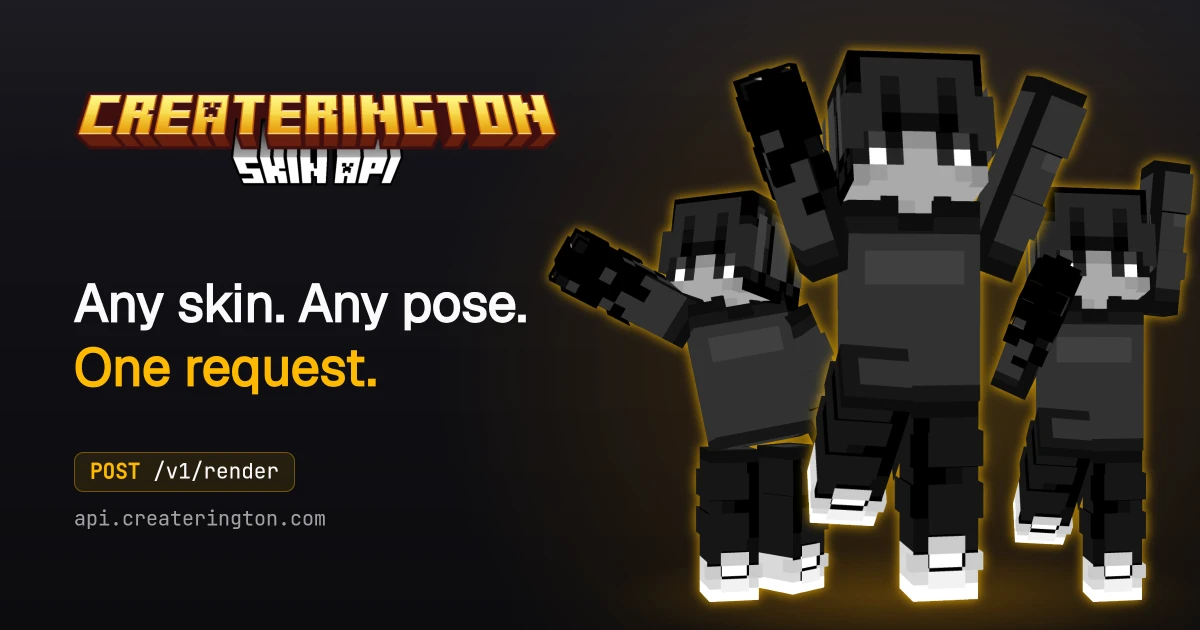 CREATERINGTON
SKIN API
Any skin. Any pose.
One request.
POST /v1/render
api.createrington.com